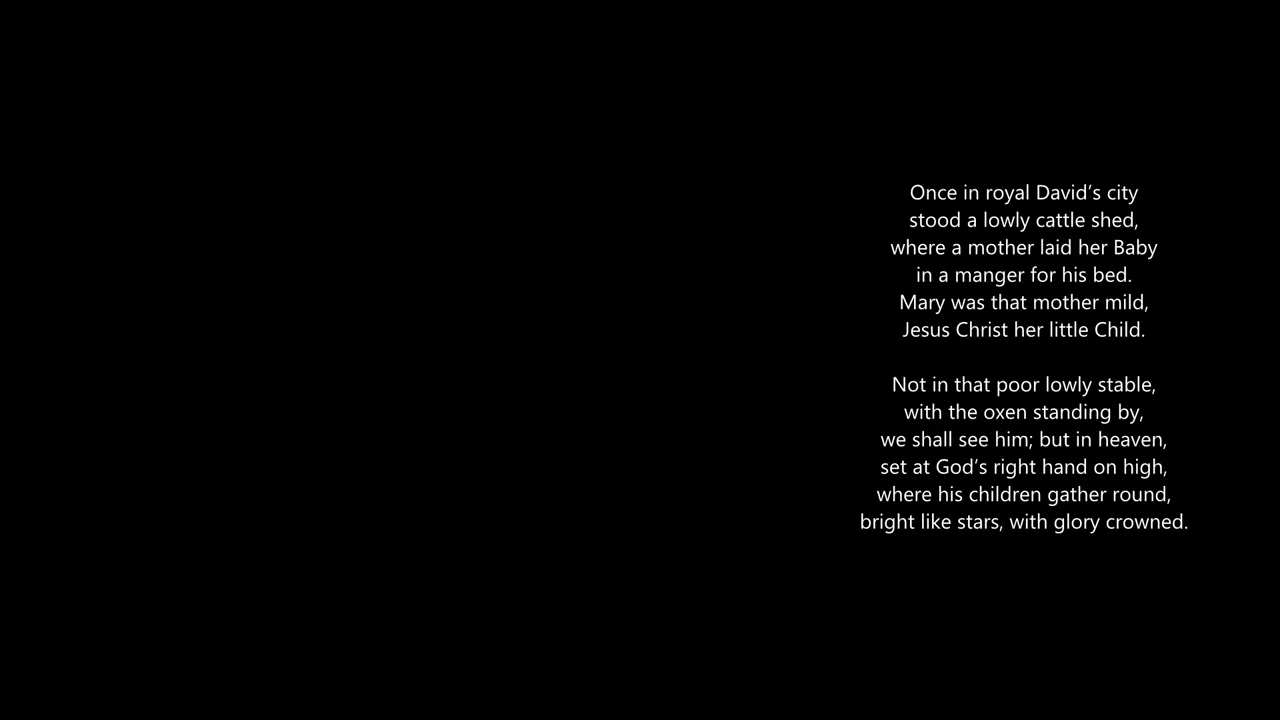 Once in royal David’s city
stood a lowly cattle shed,
where a mother laid her Baby
in a manger for his bed.
Mary was that mother mild,
Jesus Christ her little Child.

Not in that poor lowly stable,
with the oxen standing by,
we shall see him; but in heaven,
set at God’s right hand on high,
where his children gather round,
bright like stars, with glory crowned.